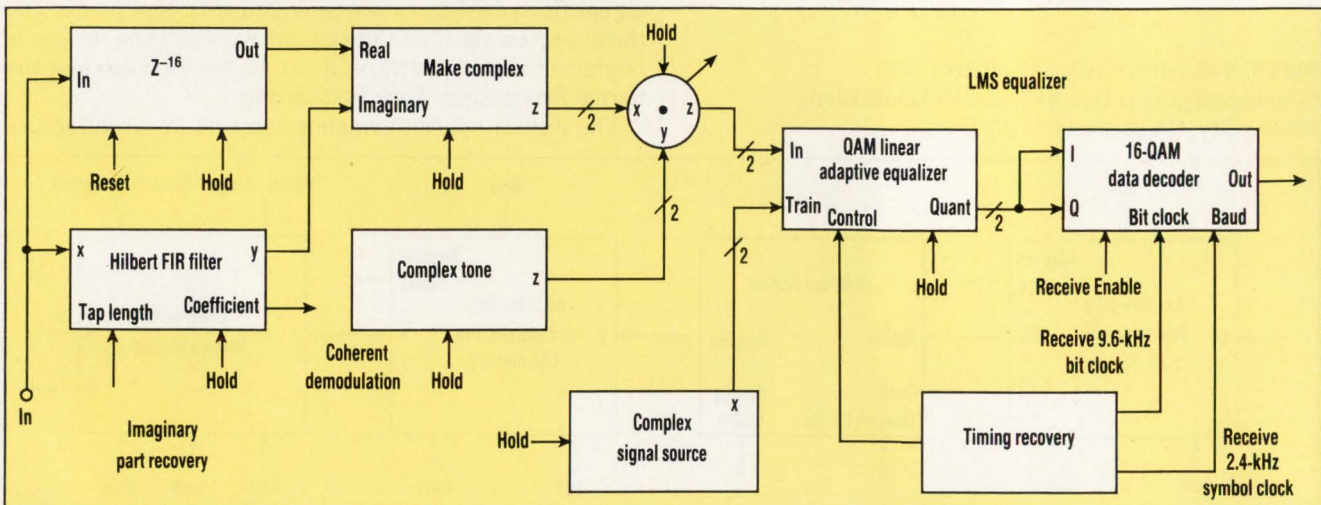 Out
Z-16
In
Reset
Hold
Real
Make complex
Imaginary
z
Hold
2
Hold
x
z
y
2
2
LMS equalizer
In
QAM linear
adaptive equalizer
Train
Control
Quant
2
Hold
I
16-QAM
data decoder
Out
Q
Bit clock
Baud
Receive Enable
x
Hilbert FIR filter
y
Coefficient
Tap length
Hold
In
Imaginary
part recovery
Complex tone
z
Coherent
demodulation
Hold
2
Hold
Complex
signal source
x
Timing recovery
Receive 9.6-kHz
bit clock
Receive
2.4-kHz
symbol clock